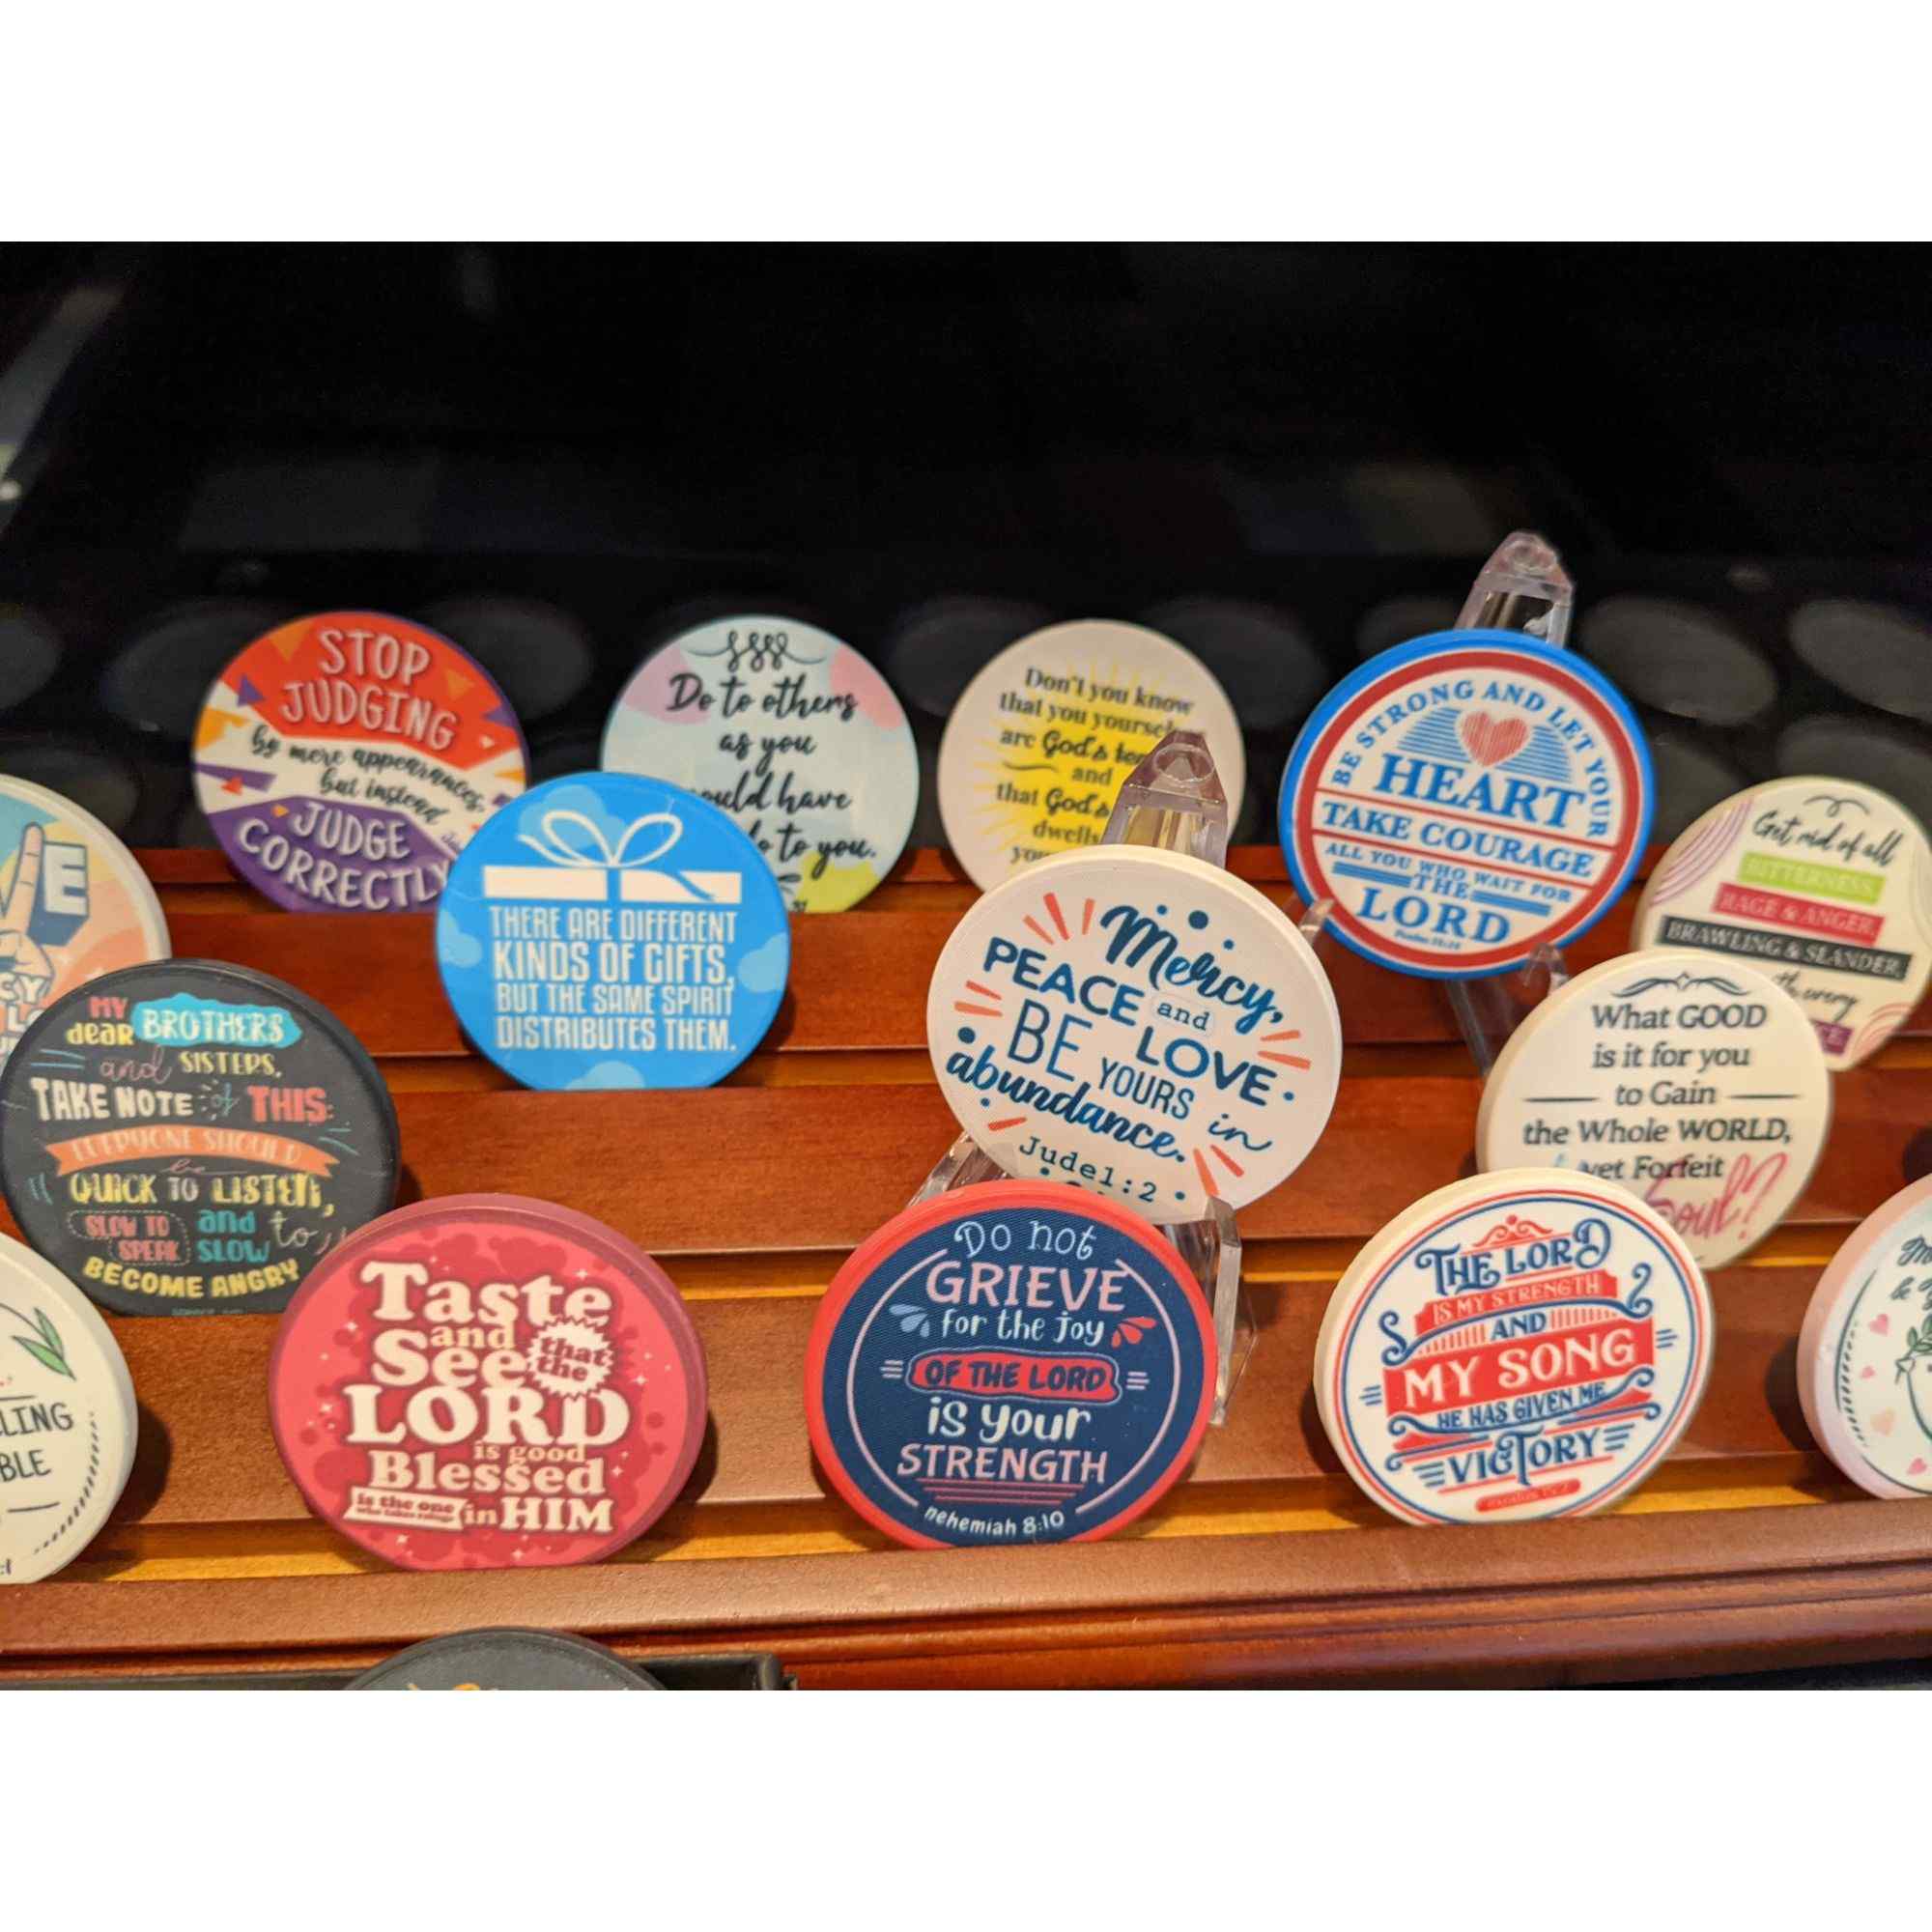 STOP
JUDGING
by mere appearances,
but instead
JUDGE
CORRECTLY
Do to others
as you
have
to you.
Don't you know
that you
are God's
and
that God's
BE STRONG AND LET YOUR
HEART
TAKE COURAGE
ALL YOU WHO WAIT FOR
THE
LORD
Get rid of all
BITTERNESS,
RAGE & ANGER,
BRAWLING & SLANDER,
THERE ARE DIFFERENT
KINDS OF GIFTS,
BUT THE SAME SPIRIT
DISTRIBUTES THEM.
Mercy,
PEACE and
LOVE
BE YOURS in
abundance.
Jude1:2
What GOOD
is it for you
to Gain
the Whole WORLD,
yet Forfeit
Soul?
MY
dear BROTHERS
and SISTERS,
TAKE NOTE of THIS:
EVERYONE SHOULD
be
QUICK TO LISTEN,
SLOW TO
SPEAK
and
SLOW
to
BECOME ANGRY
Taste
and
See that
the
LORD
is good
Blessed
is the one
who takes refuge
in HIM
Do not
GRIEVE
for the joy
OF THE LORD
is your
STRENGTH
nehemiah 8:10
THE LORD
IS MY STRENGTH
AND
MY SONG
HE HAS GIVEN ME
VICTORY